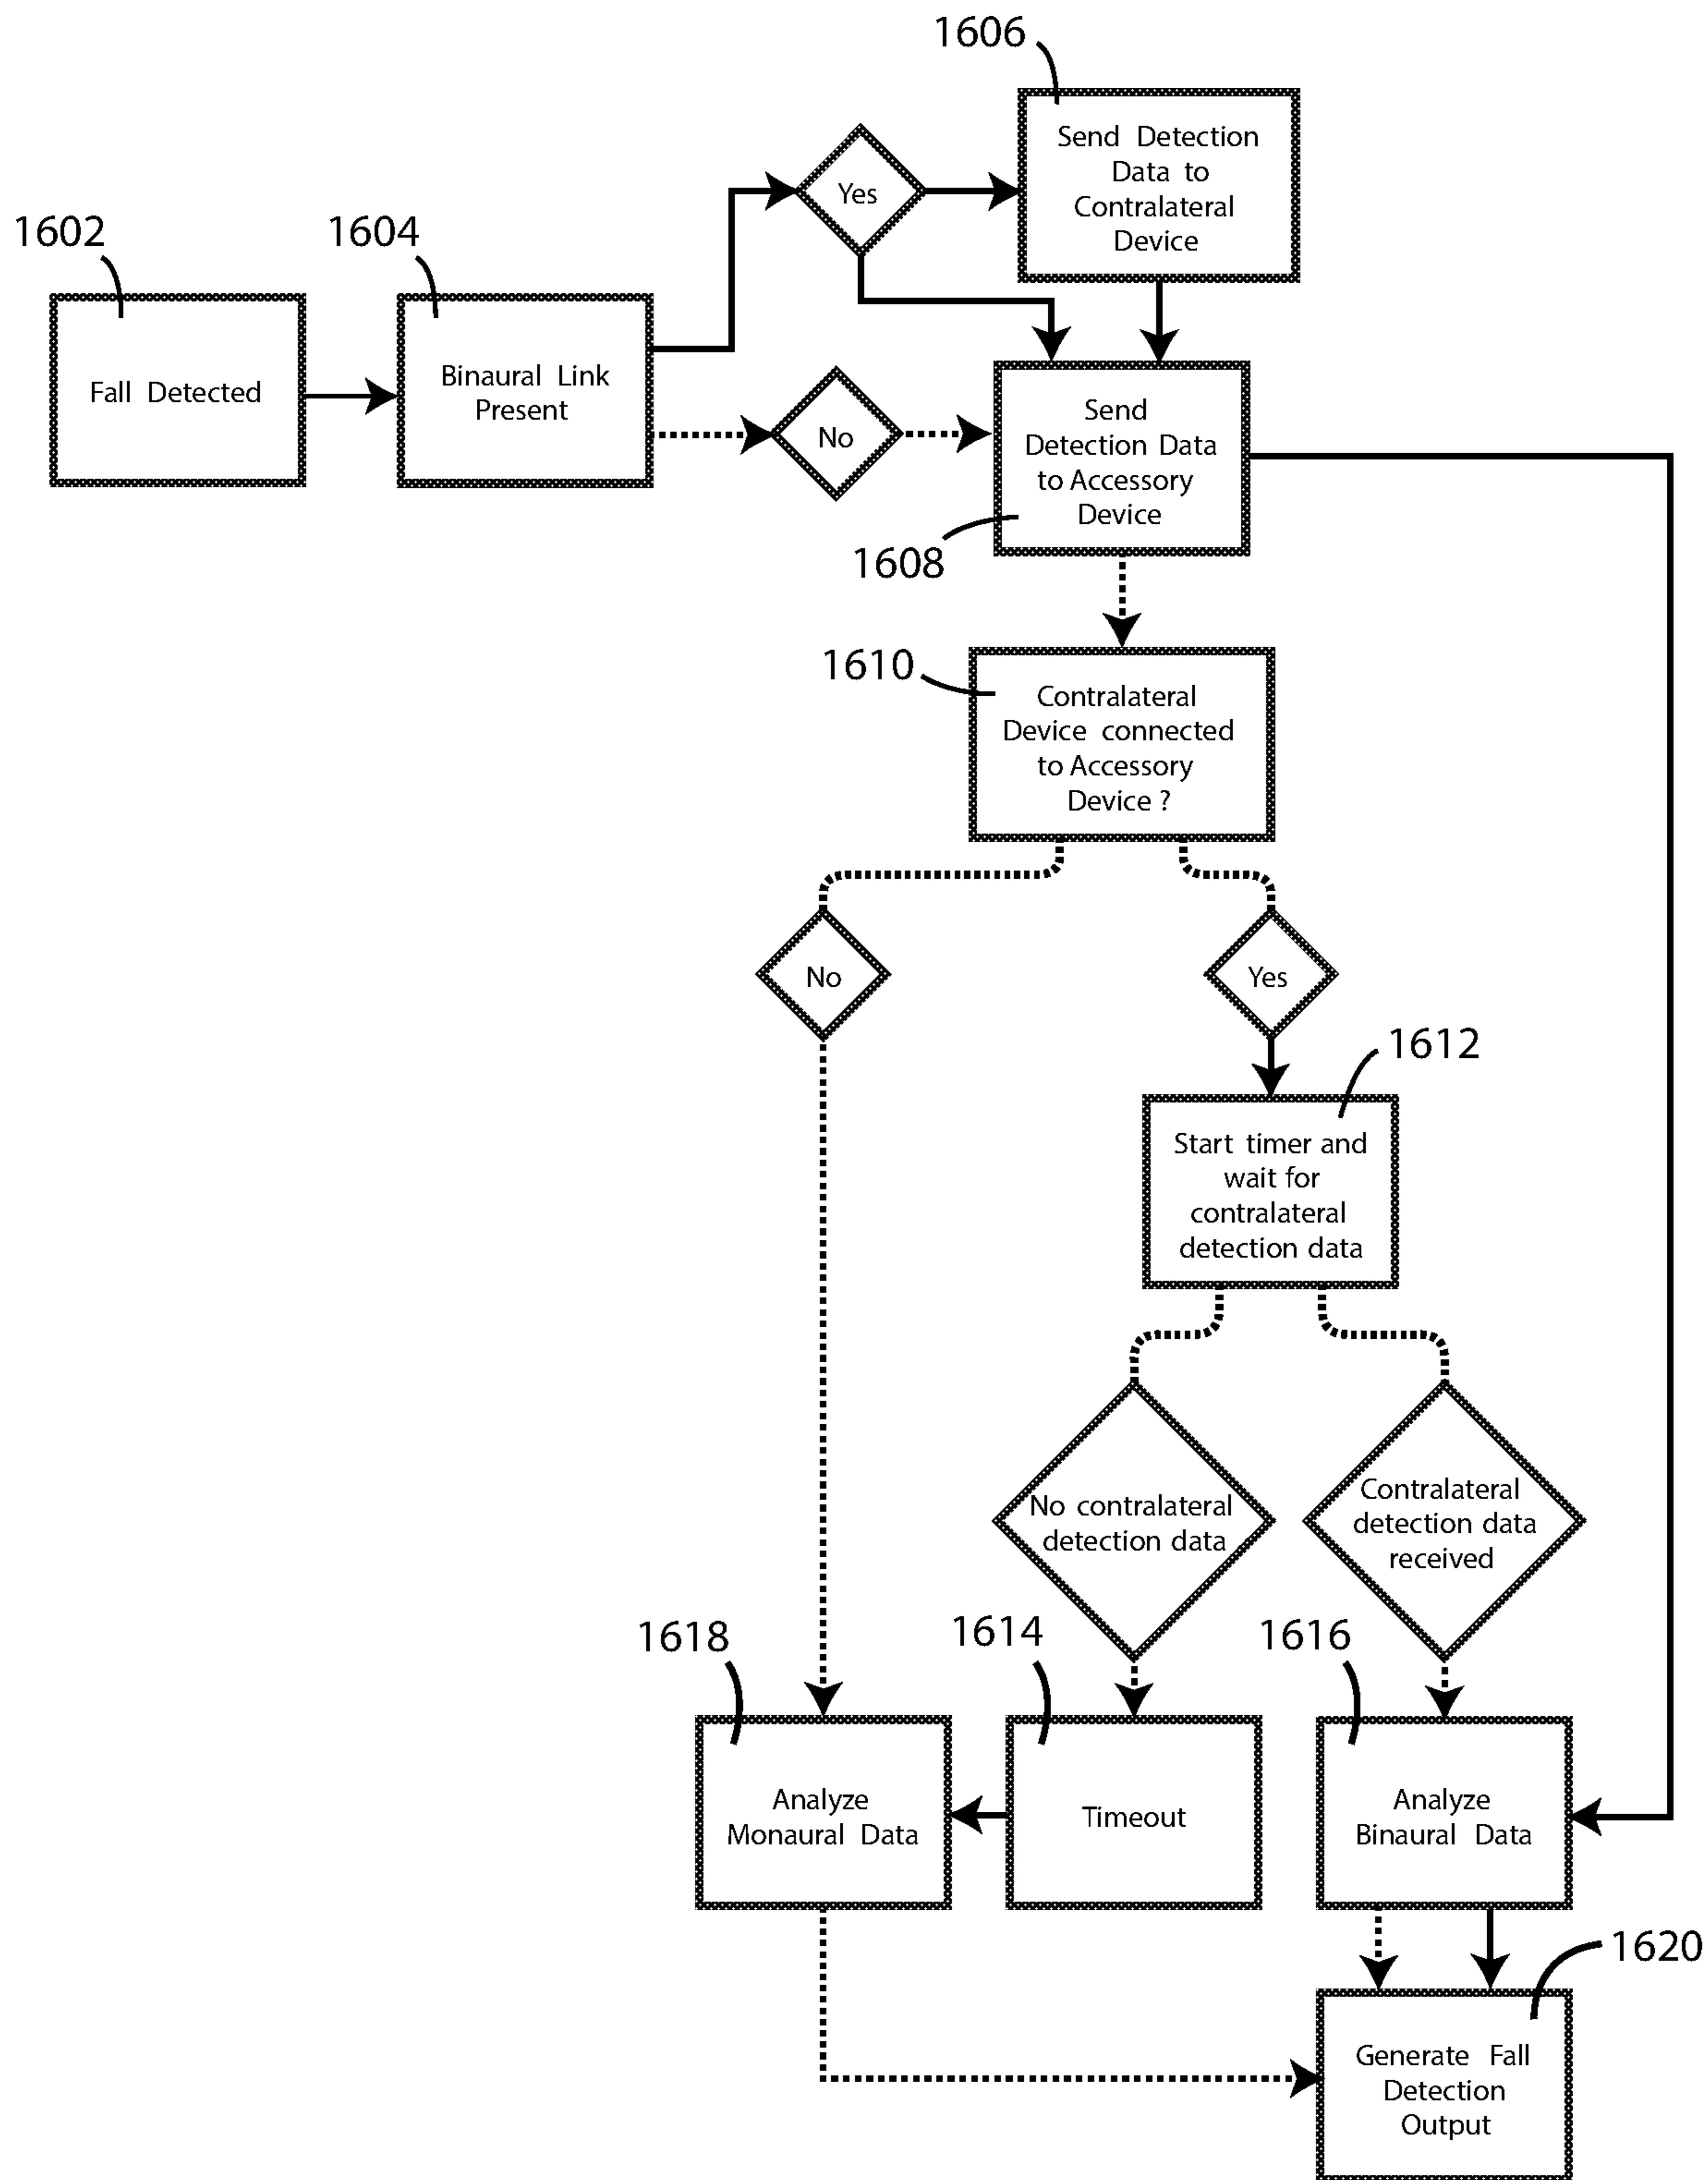 1606
Send Detection
Data to
Contralateral
Device
Yes
1602
1604
Fall Detected
Binaural Link
Present
No
Send
Detection Data
to Accessory
Device
1608
1610
Contralateral
Device connected
to Accessory
Device ?
No
Yes
1612
Start timer and
wait for
contralateral
detection data
No contralateral
detection data
Contralateral
detection data
received
1618
1614
1616
Analyze
Monaural Data
Timeout
Analyze
Binaural Data
1620
Generate Fall
Detection
Output